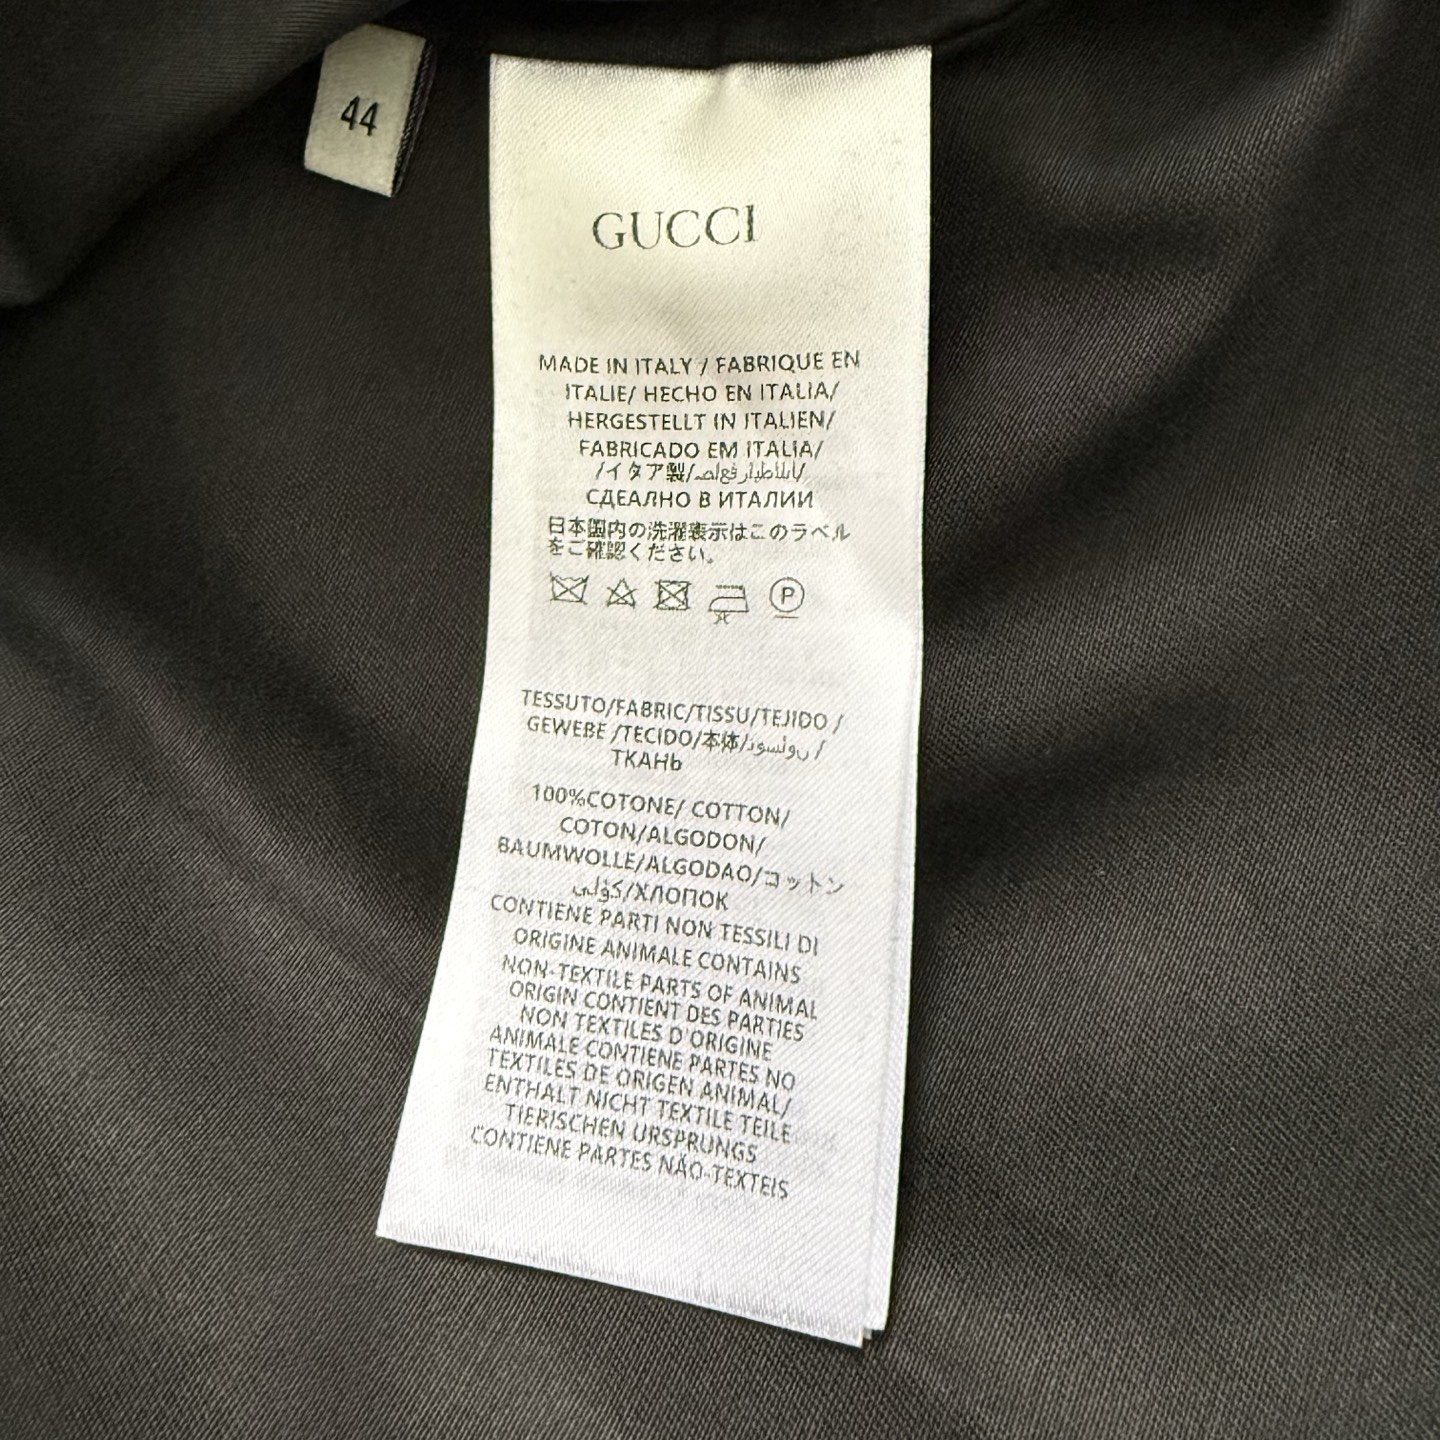 44
GUCCI
MADE IN ITALY / FABRIQUE EN
ITALIE/ HECHO EN ITALIA/
HERGESTELLT IN ITALIEN/
FABRICADO EM ITALIA/
/イタア製/
СДЕАЛНО В ИТАЛИИ
日本国内の洗濯表示はこのラベル
をご確認ください。
P
TESSUTO/FABRIC/TISSU/TEJIDO /
GEWEBE /TECIDO/本体/
TKAHb
100%COTONE/ COTTON/
COTON/ALGODON/
BAUMWOLLE/ALGODAO/コットン
/ХЛОПОК
CONTIENE PARTI NON TESSILI DI
ORIGINE ANIMALE CONTAINS
NON-TEXTILE PARTS OF ANIMAL
ORIGIN CONTIENT DES PARTIES
NON TEXTILES D'ORIGINE
ANIMALE CONTIENE PARTES NO
TEXTILES DE ORIGEN ANIMAL/
ENTHALT NICHT TEXTILE TEILE
TIERISCHEN URSPRUNGS
CONTIENE PARTES NÃO-TEXTEIS